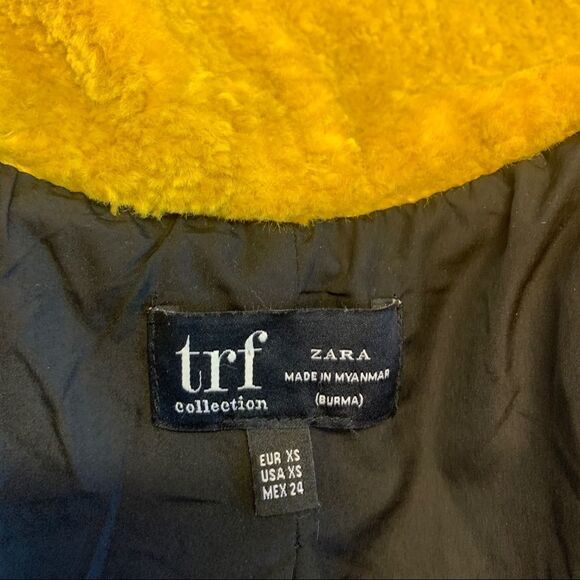 trf
collection
ZARA
MADE IN MYANMAR
(BURMA)
EUR XS
USA XS
MEX 24